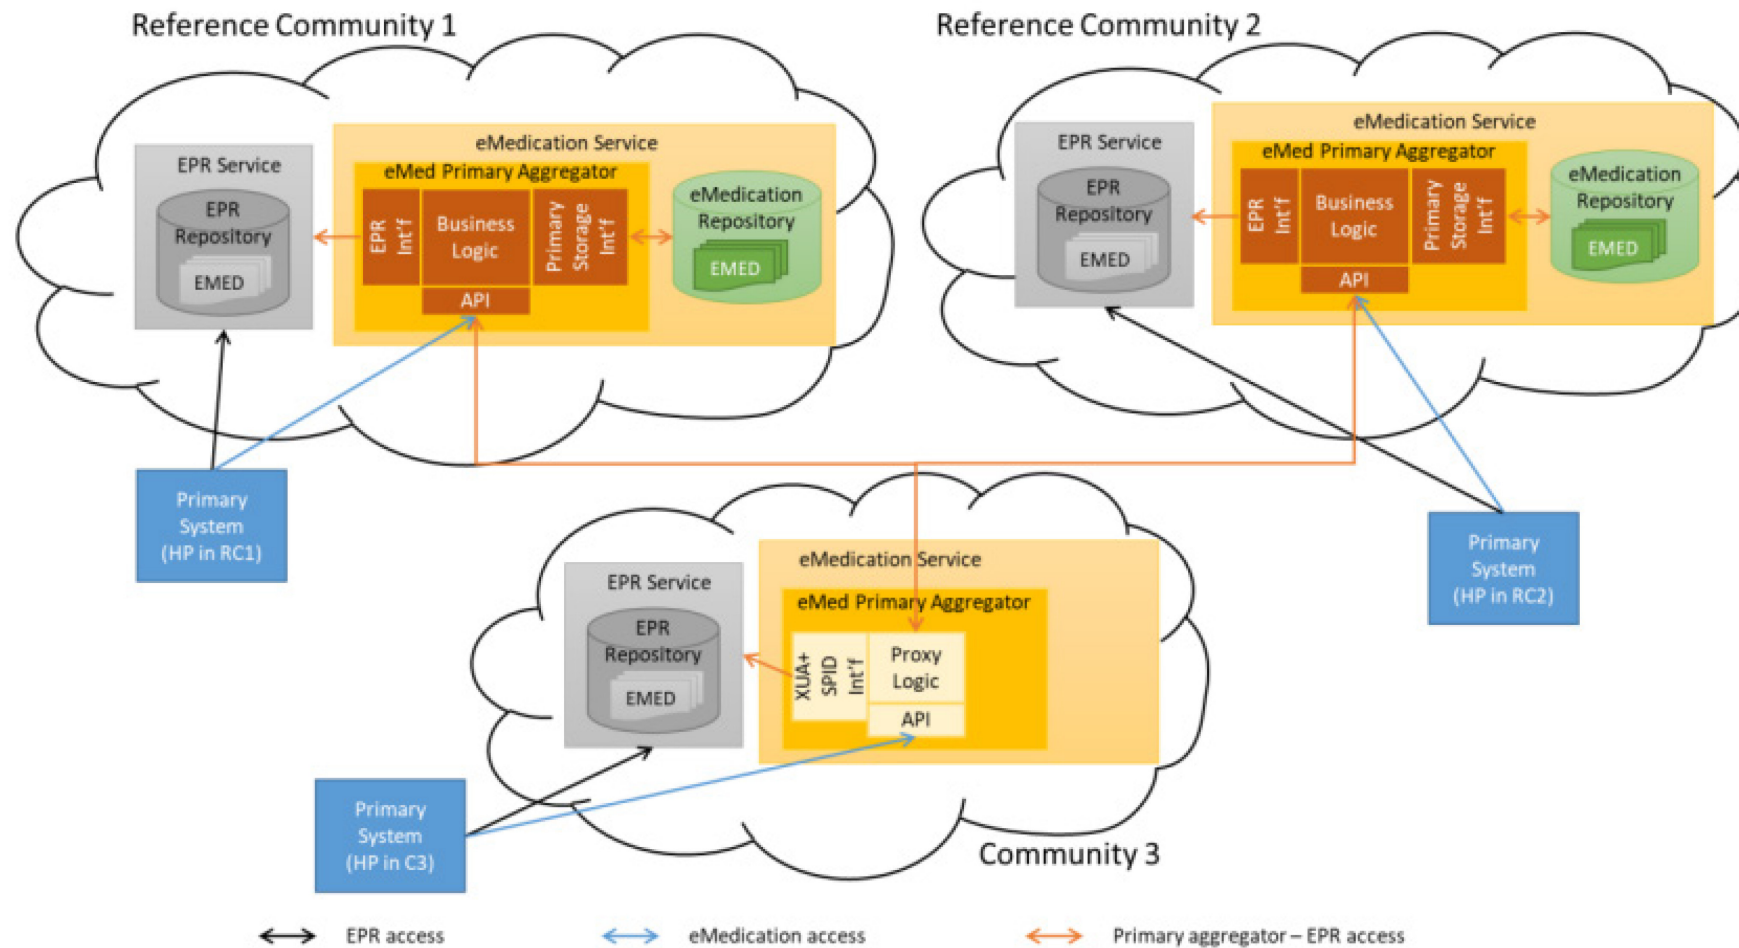 Reference Community 1
Reference Community 2
EPR Service
EPR
Repository
EMED
eMedication Service
eMed Primary Aggregator
EPR
Int'f
Business
Logic
Primary
Storage
Int'f
API
eMedication
Repository
EMED
EPR Service
EPR
Repository
EMED
eMedication Service
eMed Primary Aggregator
EPR
Int'f
Business
Logic
Primary
Storage
Int'f
API
eMedication
Repository
EMED
Primary
System
(HP in RC1)
Primary
System
(HP in RC2)
EPR Service
EPR
Repository
EMED
eMedication Service
eMed Primary Aggregator
XUA+
SPID
Int'f
Proxy
Logic
API
Primary
System
(HP in C3)
Community 3
EPR access
eMedication access
Primary aggregator – EPR access